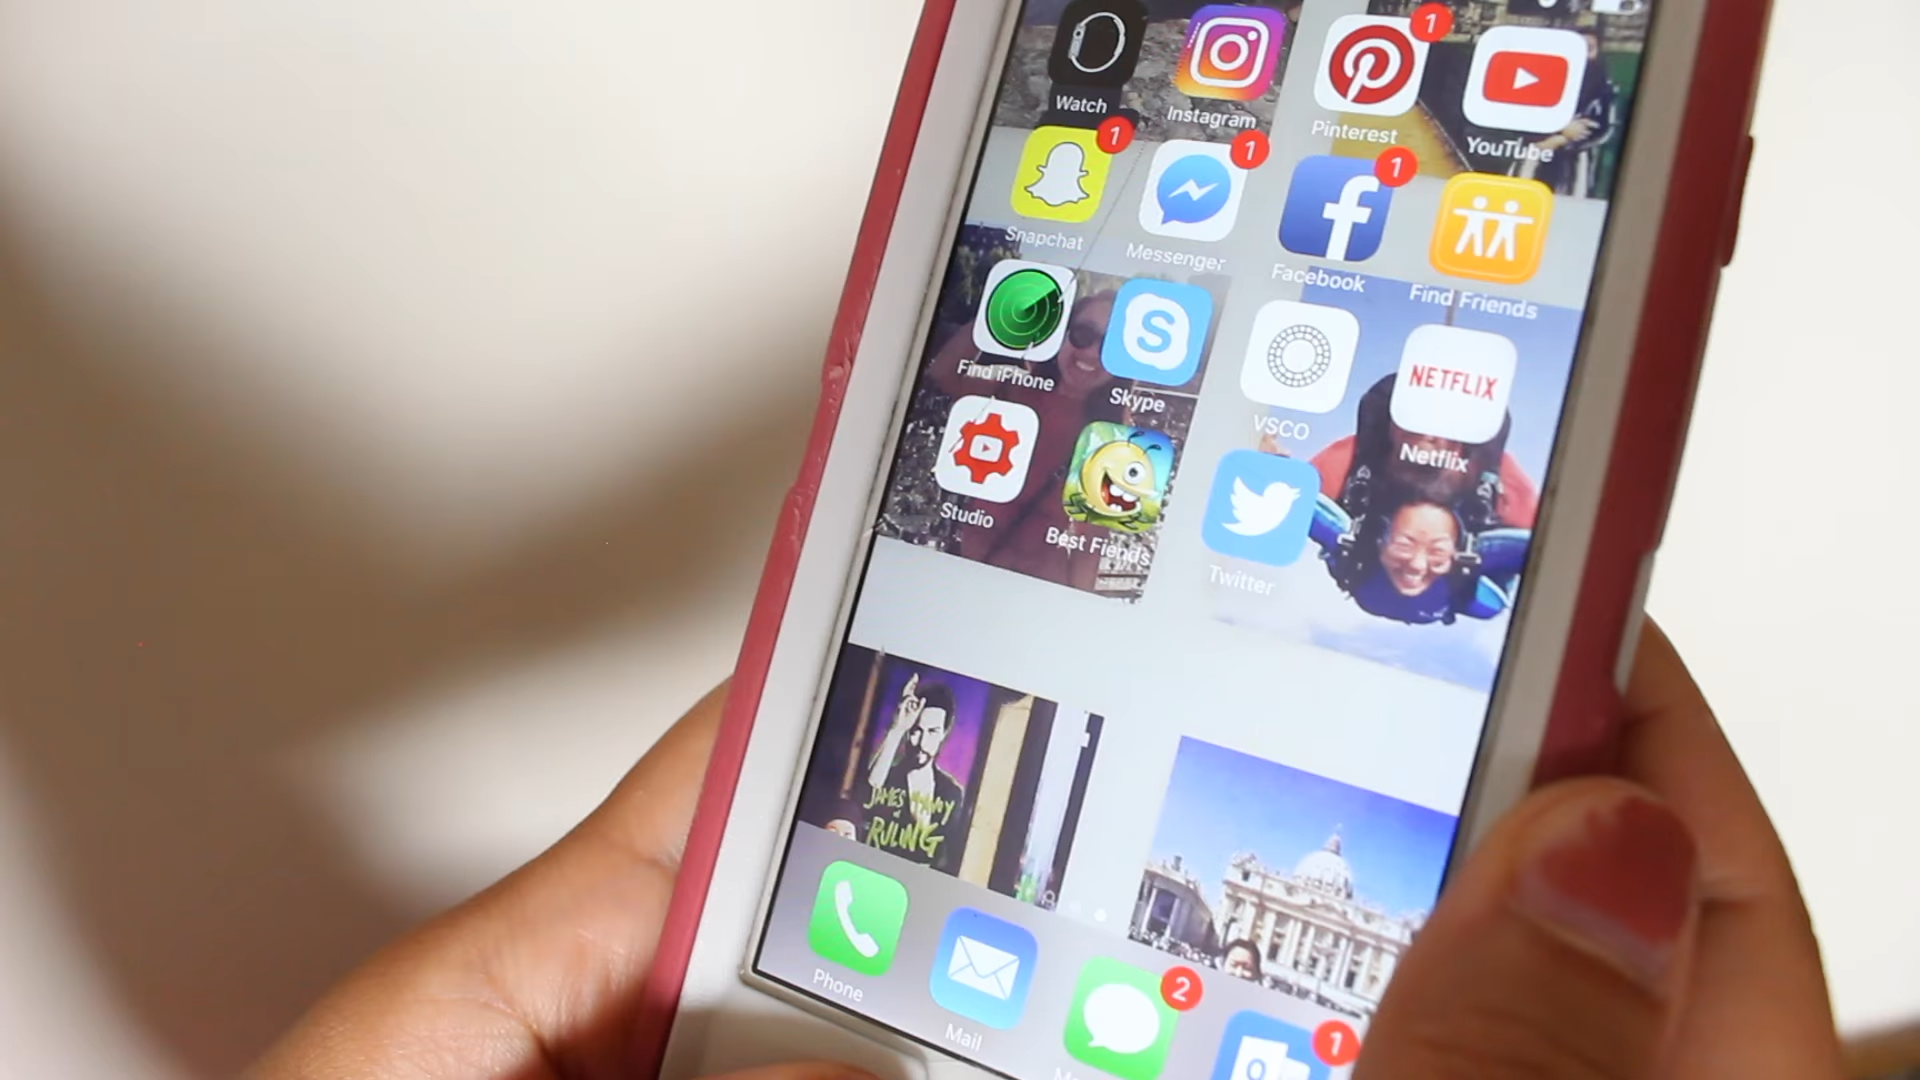 Watch
Instagram
1
Pinterest
YouTube
1
Snapchat
1
Messenger
1
Facebook
Find Friends
Find iPhone
S
Skype
VSCO
NETFLIX
Netflix
Studio
Best Fiends
Twitter
JAMES
RULING
Phone
Mail
2
1